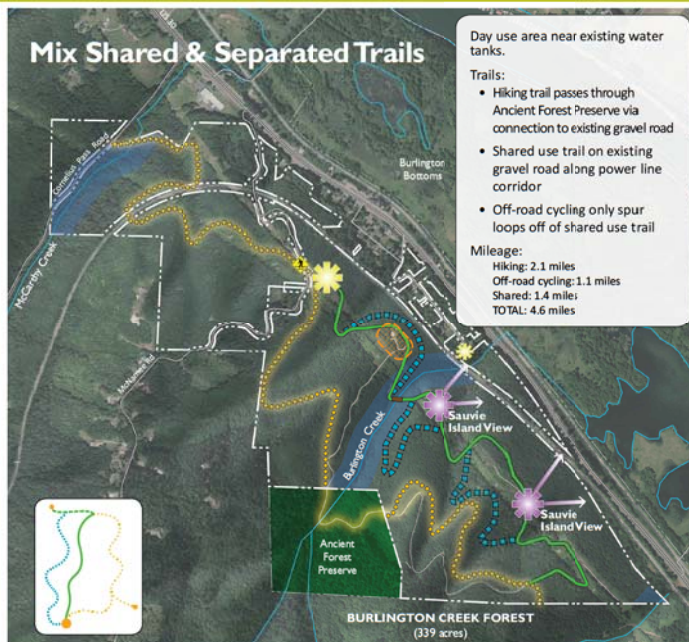 Mix Shared & Separated Trails
US 30
Day use area near existing water
tanks.
Trails:
• Hiking trail passes through
Ancient Forest Preserve via
connection to existing gravel road
• Shared use trail on existing
gravel road along power line
corridor
• Off-road cycling only spur
loops off of shared use trail
Mileage:
Hiking: 2.1 miles
Off-road cycling: 1.1 miles
Shared: 1.4 miles
TOTAL: 4.6 miles
Cornelius Pass Road
Burlington
Bottoms
McCarthy Creek
McNamee Rd
Burlington Creek
Sauvie
Island View
Sauvie
Island View
Ancient
Forest
Preserve
BURLINGTON CREEK FOREST
(339 acres)